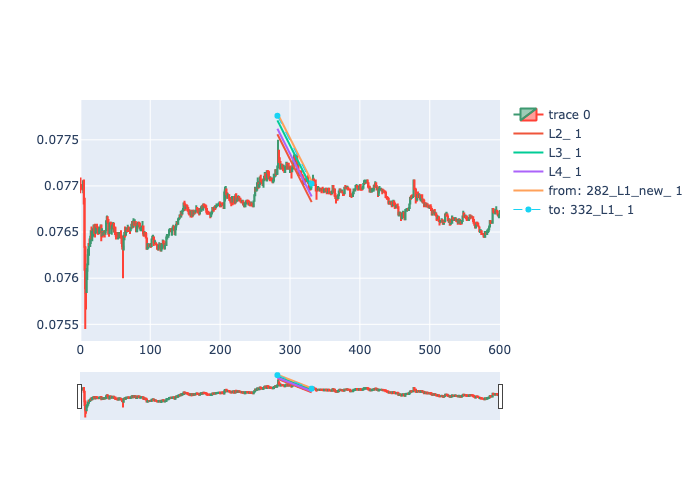 0.0775
0.077
0.0765
0.076
0.0755
0 100 200 300 400 500 600
trace 0
L2_ 1
L3_ 1
L4_ 1
from: 282_L1_new_ 1
to: 332_L1_ 1